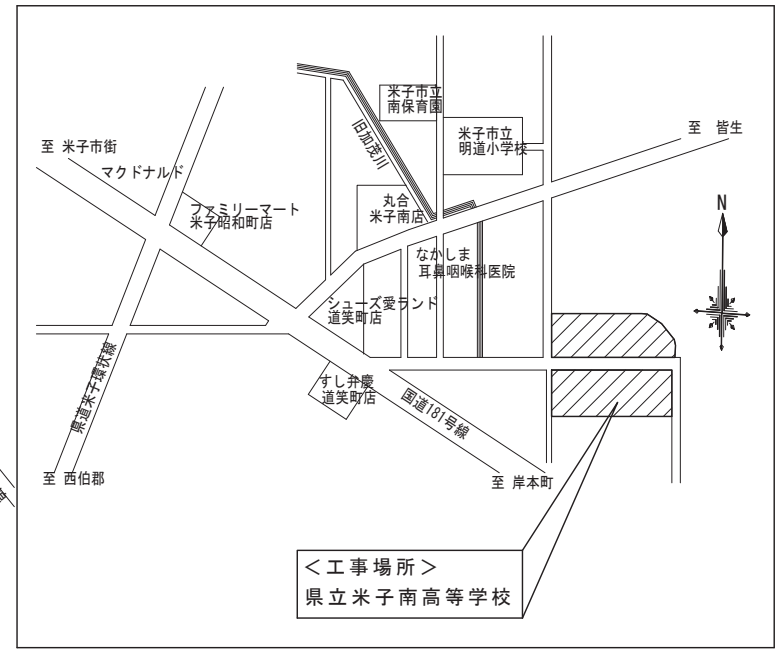 米子市立
南保育園
米子市立
明道小学校
至 皆生
旧加茂川
至 米子市街
マクドナルド
ファミリーマート
米子昭和町店
丸合
米子南店
N
なかしま
耳鼻咽喉科医院
シューズ愛ランド
道笑町店
県道米子環状線
すし弁慶
道笑町店
国道181号線
至 西伯郡
至 岸本町
<工事場所>
県立米子南高等学校